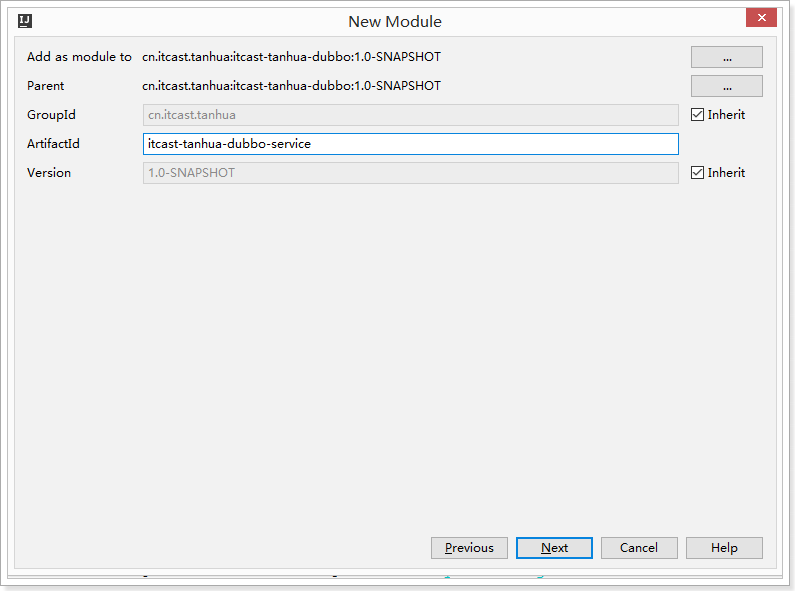 IJ
New Module
Add as module to cn.itcast.tanhua:itcast-tanhua-dubbo:1.0-SNAPSHOT ...
Parent cn.itcast.tanhua:itcast-tanhua-dubbo:1.0-SNAPSHOT ...
GroupId cn.itcast.tanhua Inherit
ArtifactId itcast-tanhua-dubbo-service
Version 1.0-SNAPSHOT Inherit
Previous Next Cancel Help